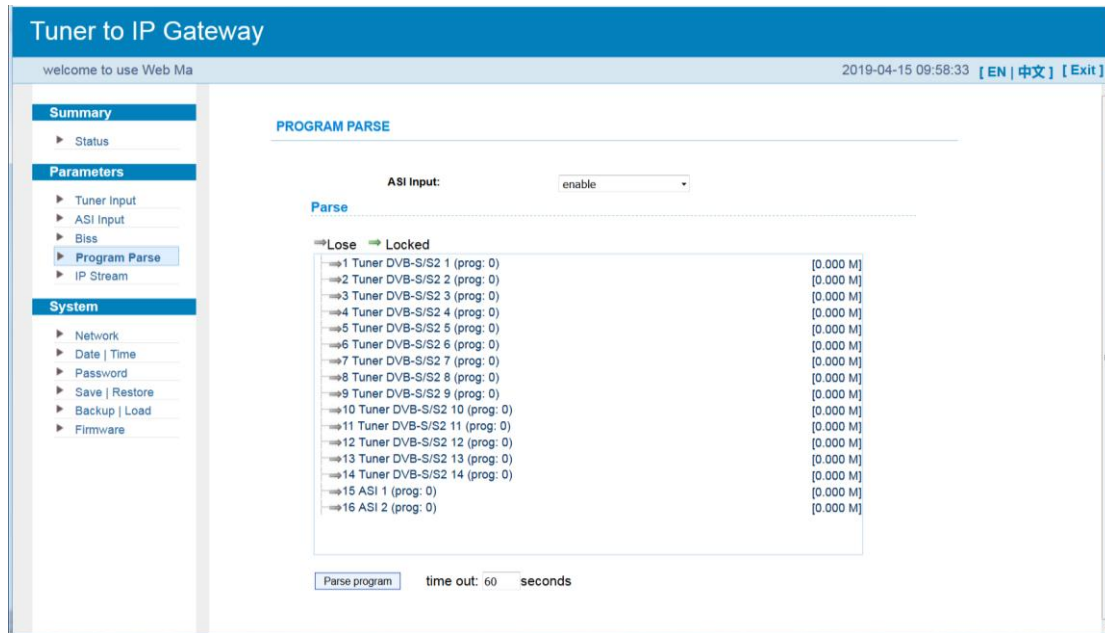 Tuner to IP Gateway
welcome to use Web Ma
2019-04-15 09:58:33 [ EN | 中文 ] [ Exit ]
Summary
Status
Parameters
Tuner Input
ASI Input
Biss
Program Parse
IP Stream
System
Network
Date | Time
Password
Save | Restore
Backup | Load
Firmware
PROGRAM PARSE
ASI Input: enable
Parse
Lose Locked
1 Tuner DVB-S/S2 1 (prog: 0) [0.000 M]
2 Tuner DVB-S/S2 2 (prog: 0) [0.000 M]
3 Tuner DVB-S/S2 3 (prog: 0) [0.000 M]
4 Tuner DVB-S/S2 4 (prog: 0) [0.000 M]
5 Tuner DVB-S/S2 5 (prog: 0) [0.000 M]
6 Tuner DVB-S/S2 6 (prog: 0) [0.000 M]
7 Tuner DVB-S/S2 7 (prog: 0) [0.000 M]
8 Tuner DVB-S/S2 8 (prog: 0) [0.000 M]
9 Tuner DVB-S/S2 9 (prog: 0) [0.000 M]
10 Tuner DVB-S/S2 10 (prog: 0) [0.000 M]
11 Tuner DVB-S/S2 11 (prog: 0) [0.000 M]
12 Tuner DVB-S/S2 12 (prog: 0) [0.000 M]
13 Tuner DVB-S/S2 13 (prog: 0) [0.000 M]
14 Tuner DVB-S/S2 14 (prog: 0) [0.000 M]
15 ASI 1 (prog: 0) [0.000 M]
16 ASI 2 (prog: 0) [0.000 M]
Parse program time out: 60 seconds